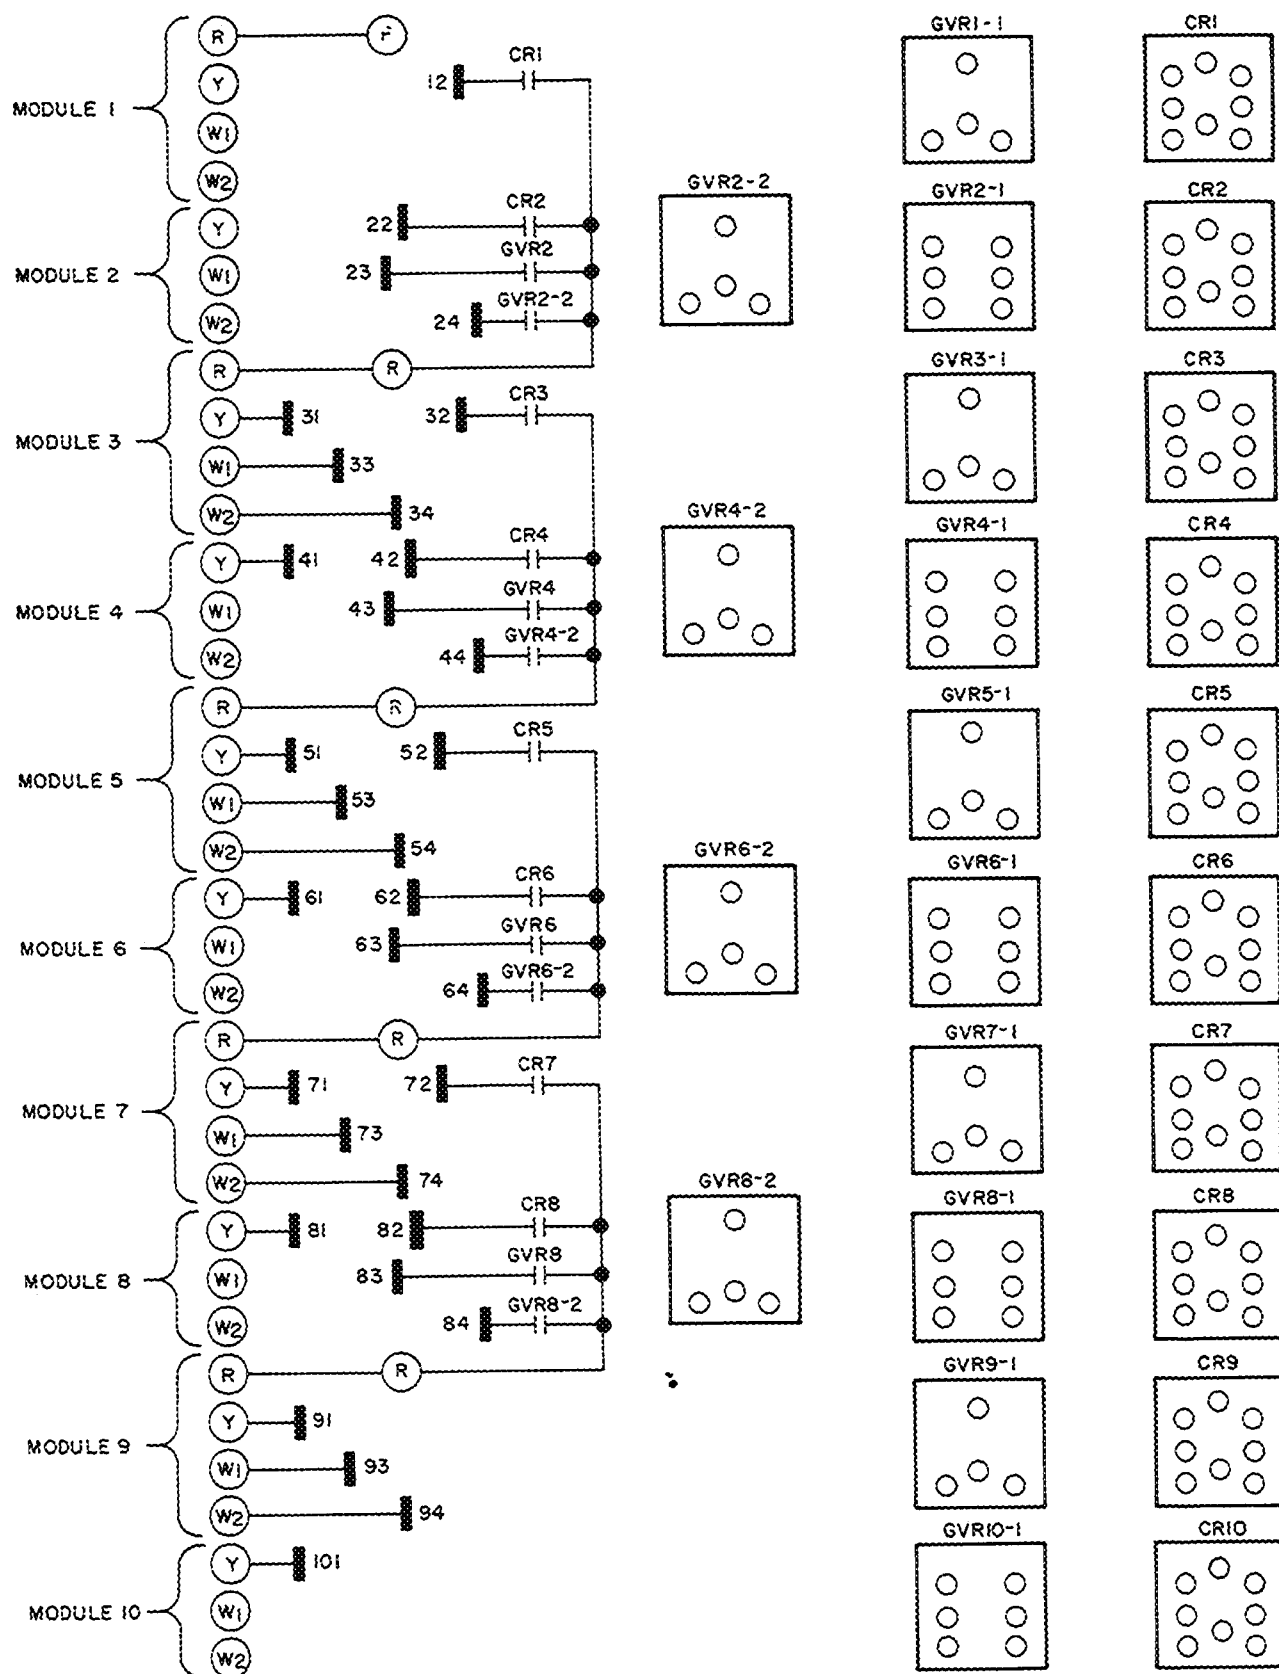 GVR1-1 CR1
R F
CR1
Y 12
MODULE 1
W1
W2
GVR2-2 GVR2-1 CR2
CR2
Y 22
GVR2
MODULE 2 W1 23
GVR2-2
W2 24
GVR3-1 CR3
R R
CR3
Y 31 32
MODULE 3
W1 33
W2 34
GVR4-2 GVR4-1 CR4
CR4
Y 41 42
GVR4
MODULE 4 W1 43
GVR4-2
W2 44
GVR5-1 CR5
R R
CR5
Y 51 52
MODULE 5
W1 53
W2 54
GVR6-2 GVR6-1 CR6
CR6
Y 61 62
GVR6
MODULE 6 W1 63
GVR6-2
W2 64
GVR7-1 CR7
R R
CR7
Y 71 72
MODULE 7
W1 73
W2 74
GVR8-2 GVR8-1 CR8
CR8
Y 81 82
GVR8
MODULE 8 W1 83
GVR8-2
W2 84
GVR9-1 CR9
R R
Y 91
MODULE 9
W1 93
W2 94
GVR10-1 CR10
Y 101
MODULE 10 W1
W2